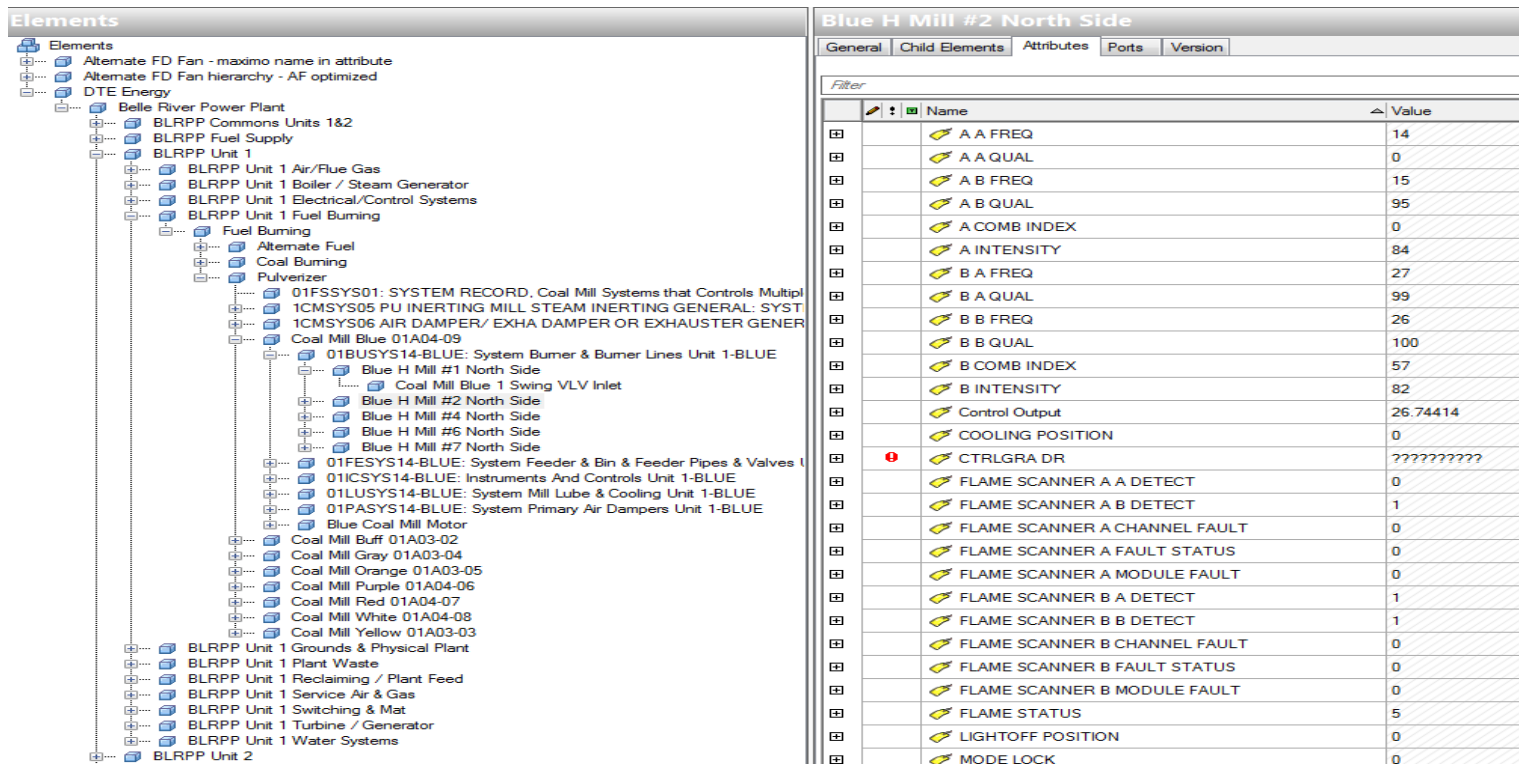 Elements
Elements
Alternate FD Fan - maximo name in attribute
Alternate FD Fan hierarchy - AF optimized
DTE Energy
Belle River Power Plant
BLRPP Commons Units 1&2
BLRPP Fuel Supply
BLRPP Unit 1
BLRPP Unit 1 Air/Flue Gas
BLRPP Unit 1 Boiler / Steam Generator
BLRPP Unit 1 Electrical/Control Systems
BLRPP Unit 1 Fuel Burning
Fuel Burning
Alternate Fuel
Coal Burning
Pulverizer
01FSSYS01: SYSTEM RECORD, Coal Mill Systems that Controls Multipl
1CMSYS05 PU INERTING MILL STEAM INERTING GENERAL: SYST
1CMSYS06 AIR DAMPER/ EXHA DAMPER OR EXHAUSTER GENER
Coal Mill Blue 01A04-09
01BUSYS14-BLUE: System Burner & Burner Lines Unit 1-BLUE
Blue H Mill #1 North Side
Coal Mill Blue 1 Swing VLV Inlet
Blue H Mill #2 North Side
Blue H Mill #4 North Side
Blue H Mill #6 North Side
Blue H Mill #7 North Side
01FESYS14-BLUE: System Feeder & Bin & Feeder Pipes & Valves
01ICSYS14-BLUE: Instruments And Controls Unit 1-BLUE
01LUSYS14-BLUE: System Mill Lube & Cooling Unit 1-BLUE
01PASYS14-BLUE: System Primary Air Dampers Unit 1-BLUE
Blue Coal Mill Motor
Coal Mill Buff 01A03-02
Coal Mill Gray 01A03-04
Coal Mill Orange 01A03-05
Coal Mill Purple 01A04-06
Coal Mill Red 01A04-07
Coal Mill White 01A04-08
Coal Mill Yellow 01A03-03
BLRPP Unit 1 Grounds & Physical Plant
BLRPP Unit 1 Plant Waste
BLRPP Unit 1 Reclaiming / Plant Feed
BLRPP Unit 1 Service Air & Gas
BLRPP Unit 1 Switching & Mat
BLRPP Unit 1 Turbine / Generator
BLRPP Unit 1 Water Systems
BLRPP Unit 2
Blue H Mill #2 North Side
General Child Elements Attributes Ports Version
Filter
Name Value
A A FREQ 14
A A QUAL 0
A B FREQ 15
A B QUAL 95
A COMB INDEX 0
A INTENSITY 84
B A FREQ 27
B A QUAL 99
B B FREQ 26
B B QUAL 100
B COMB INDEX 57
B INTENSITY 82
Control Output 26.74414
COOLING POSITION 0
CTRLGRA DR ??????????
FLAME SCANNER A A DETECT 0
FLAME SCANNER A B DETECT 1
FLAME SCANNER A CHANNEL FAULT 0
FLAME SCANNER A FAULT STATUS 0
FLAME SCANNER A MODULE FAULT 0
FLAME SCANNER B A DETECT 1
FLAME SCANNER B B DETECT 1
FLAME SCANNER B CHANNEL FAULT 0
FLAME SCANNER B FAULT STATUS 0
FLAME SCANNER B MODULE FAULT 0
FLAME STATUS 5
LIGHTOFF POSITION 0
MODE LOCK 0